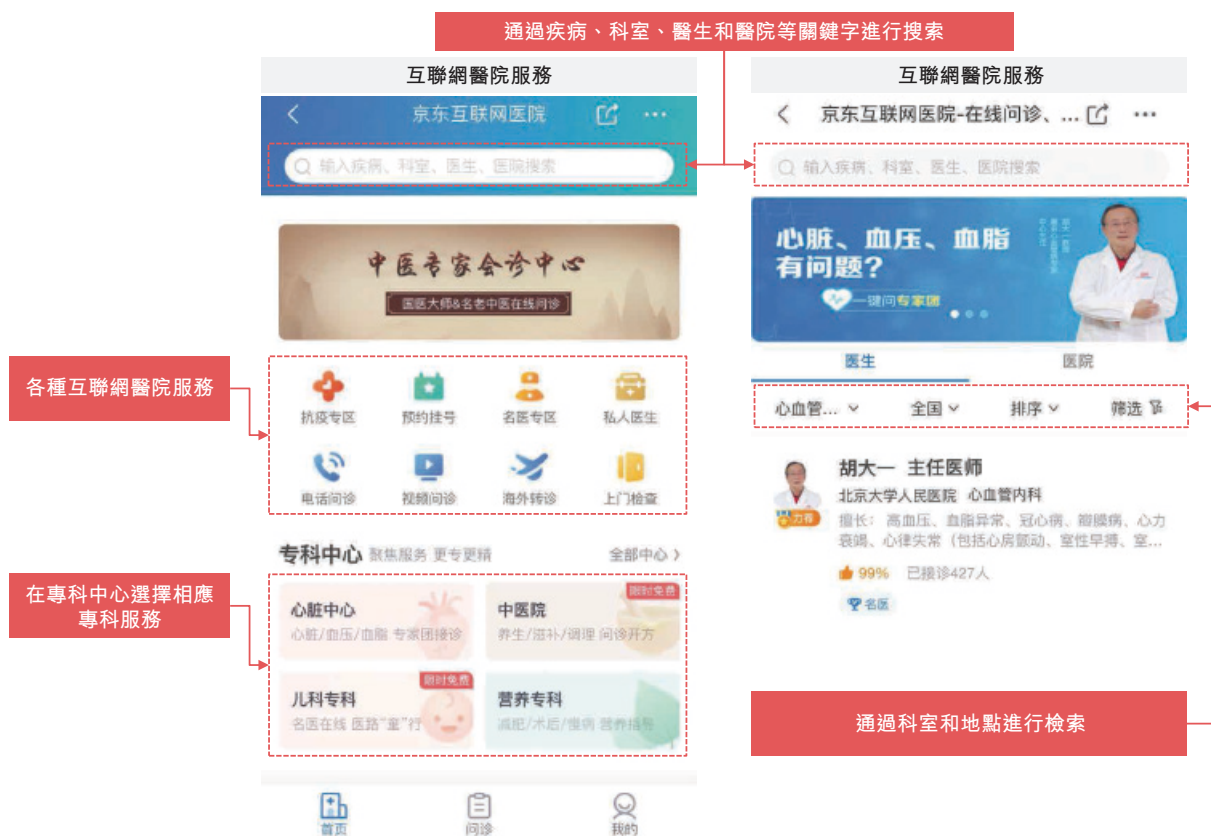 通過疾病、科室、醫生和醫院等關鍵字進行搜索
互聯網醫院服務
京东互联网医院
输入疾病、科室、医生、医院搜索
中医专家会诊中心
国医大师&名老中医在线问诊
各種互聯網醫院服務
抗疫专区
预约挂号
名医专区
私人医生
电话问诊
视频问诊
海外转诊
上门检查
专科中心 聚焦服务 更专更精
全部中心
在專科中心選擇相應
專科服務
心脏中心
心脏/血压/血脂 专家团接诊
限时免费
中医院
养生/滋补/调理 问诊开方
限时免费
儿科专科
名医在线 医路“童”行
营养专科
减肥/术后/慢病 营养指导
首页
问诊
我的
互聯網醫院服務
京东互联网医院-在线问诊、...
输入疾病、科室、医生、医院搜索
心脏、血压、血脂
有问题?
一键问专家团
医生
医院
心血管...
全国
排序
筛选
胡大一 主任医师
北京大学人民医院 心血管内科
力荐
擅长: 高血压、血脂异常、冠心病、瓣膜病、心力
衰竭、心律失常(包括心房颤动、室性早搏、室...
99% 已接诊427人
名医
通過科室和地點進行檢索